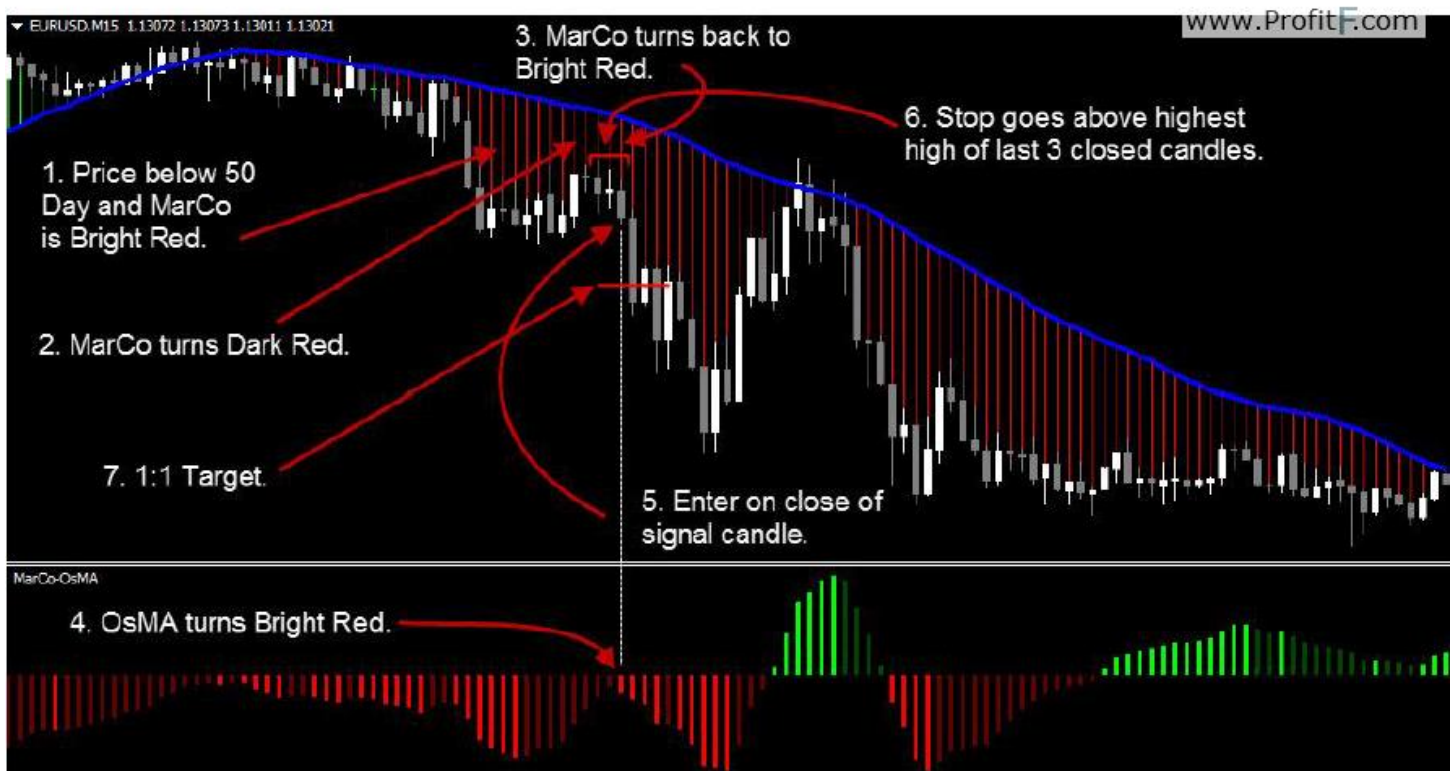 EURUSD.M15 1.13072 1.13073 1.13011 1.13021
www.ProfitF.com
3. MarCo turns back to
Bright Red.
6. Stop goes above highest
high of last 3 closed candles.
1. Price below 50
Day and MarCo
is Bright Red.
2. MarCo turns Dark Red.
7. 1:1 Target.
5. Enter on close of
signal candle.
MarCo-OsMA
4. OsMA turns Bright Red.